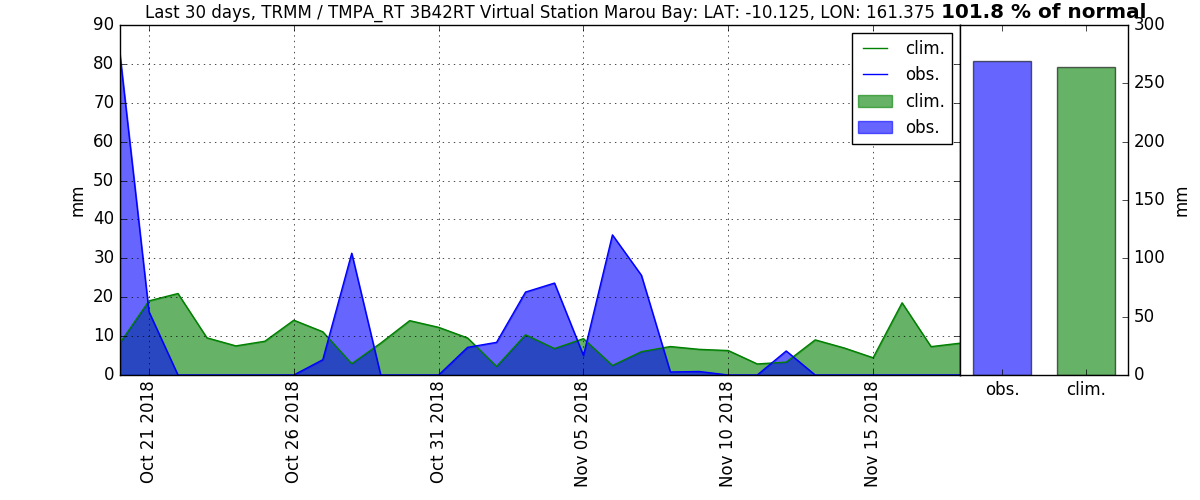 Last 30 days, TRMM / TMPA_RT 3B42RT Virtual Station Marou Bay: LAT: -10.125, LON: 161.375 101.8 % of normal
90
80
70
60
50
40
30
20
10
0
mm
Oct 21 2018
Oct 26 2018
Oct 31 2018
Nov 05 2018
Nov 10 2018
Nov 15 2018
clim.
obs.
clim.
obs.
300
250
200
150
100
50
0
mm
obs.
clim.